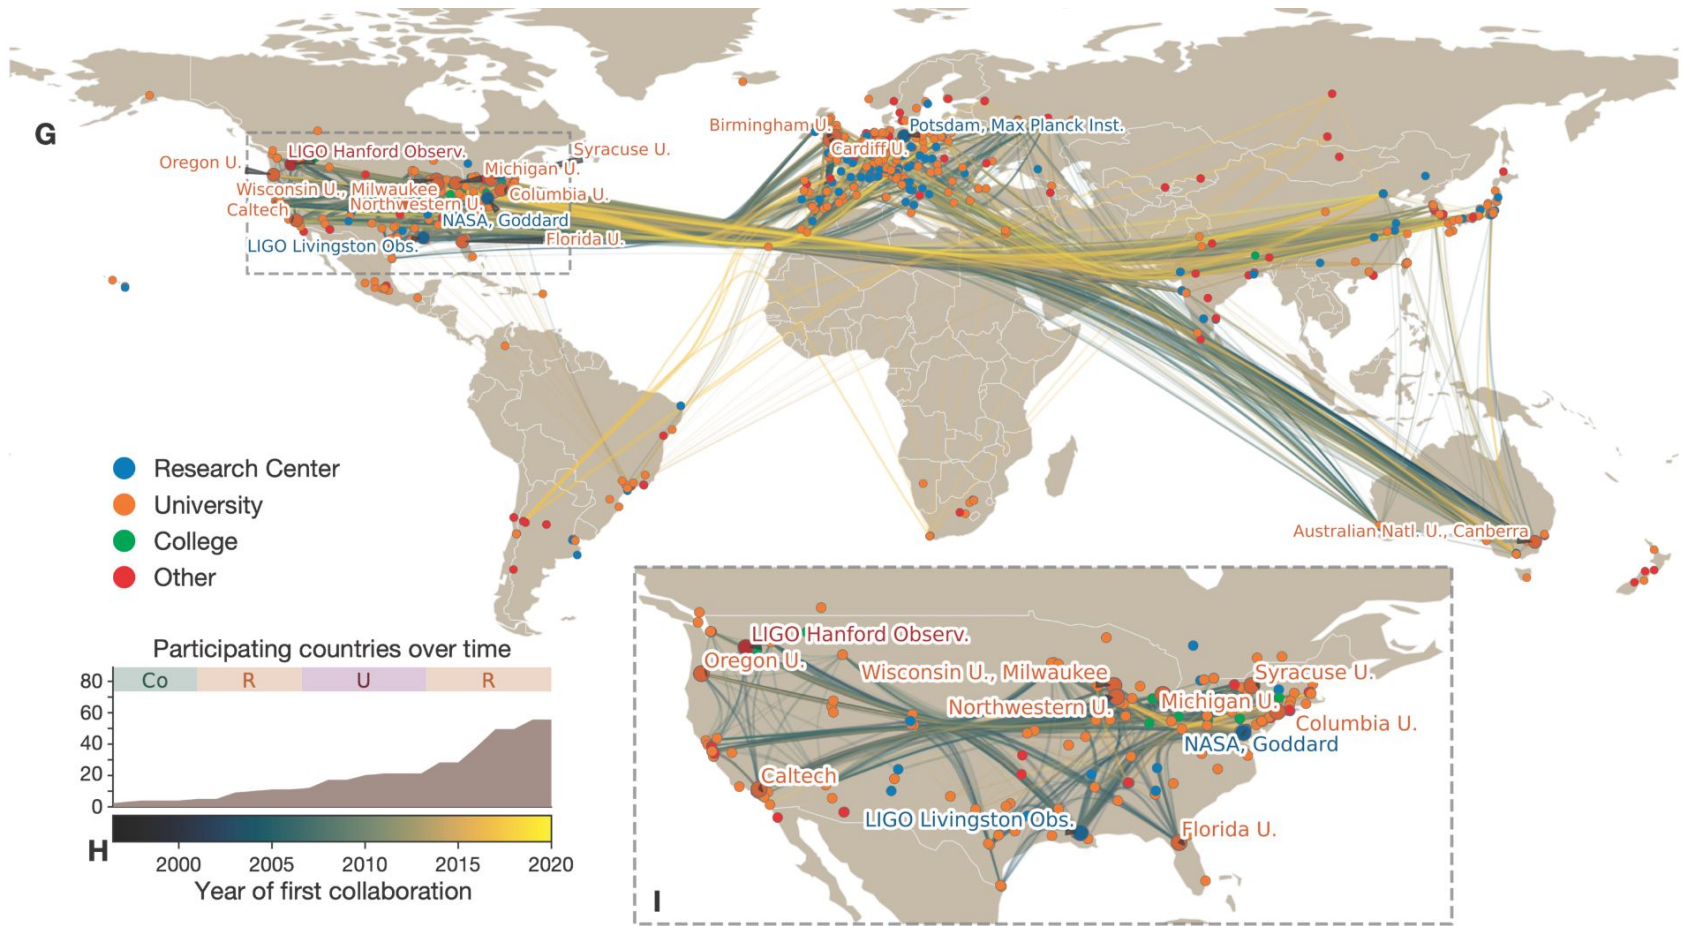 G
Birmingham U.
Potsdam, Max Planck Inst.
Cardiff U.
Syracuse U.
LIGO Hanford Observ.
Oregon U.
Michigan U.
Wisconsin U., Milwaukee
Columbia U.
Northwestern U.
Caltech
NASA, Goddard
LIGO Livingston Obs.
Florida U.
Australian Natl. U., Canberra
Research Center
University
College
Other
Participating countries over time
Co R U R
80
60
40
20
0
H
2000 2005 2010 2015 2020
Year of first collaboration
LIGO Hanford Observ.
Oregon U.
Wisconsin U., Milwaukee
Syracuse U.
Northwestern U.
Michigan U.
Columbia U.
NASA, Goddard
Caltech
LIGO Livingston Obs.
Florida U.
I